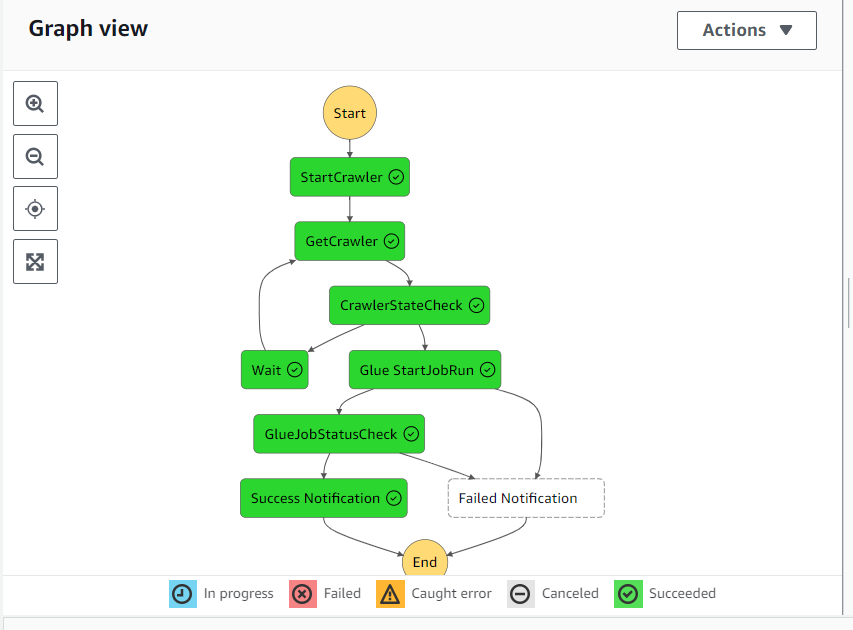 Graph view
Actions
Start
StartCrawler
GetCrawler
CrawlerStateCheck
Wait
Glue StartJobRun
GlueJobStatusCheck
Success Notification
Failed Notification
End
In progress
Failed
Caught error
Canceled
Succeeded